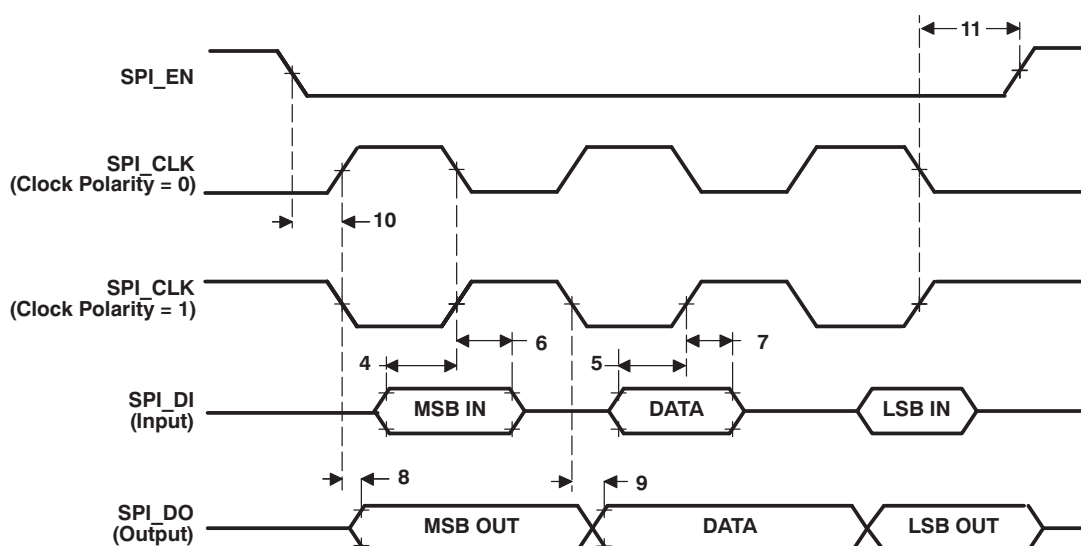 11
SPI_EN
SPI_CLK
(Clock Polarity = 0)
10
SPI_CLK
(Clock Polarity = 1)
4
6
5
7
SPI_DI
(Input)
MSB IN
DATA
LSB IN
8
9
SPI_DO
(Output)
MSB OUT
DATA
LSB OUT